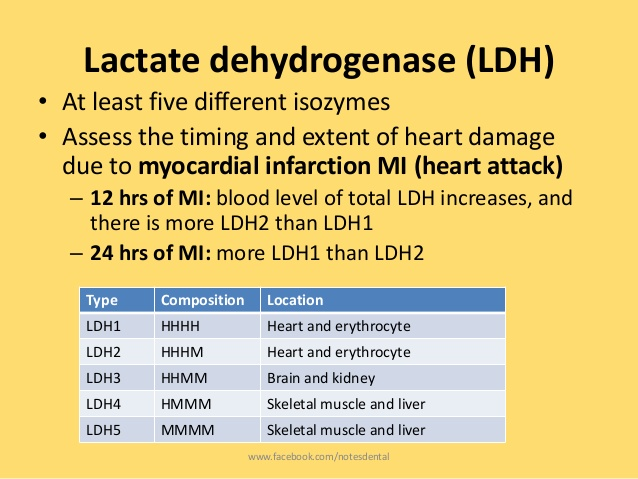 Lactate dehydrogenase (LDH)
• At least five different isozymes
• Assess the timing and extent of heart damage
due to myocardial infarction MI (heart attack)
– 12 hrs of MI: blood level of total LDH increases, and
there is more LDH2 than LDH1
– 24 hrs of MI: more LDH1 than LDH2
Type Composition Location
LDH1 HHHH Heart and erythrocyte
LDH2 HHHM Heart and erythrocyte
LDH3 HHMM Brain and kidney
LDH4 HMMM Skeletal muscle and liver
LDH5 MMMM Skeletal muscle and liver
www.facebook.com/notesdental